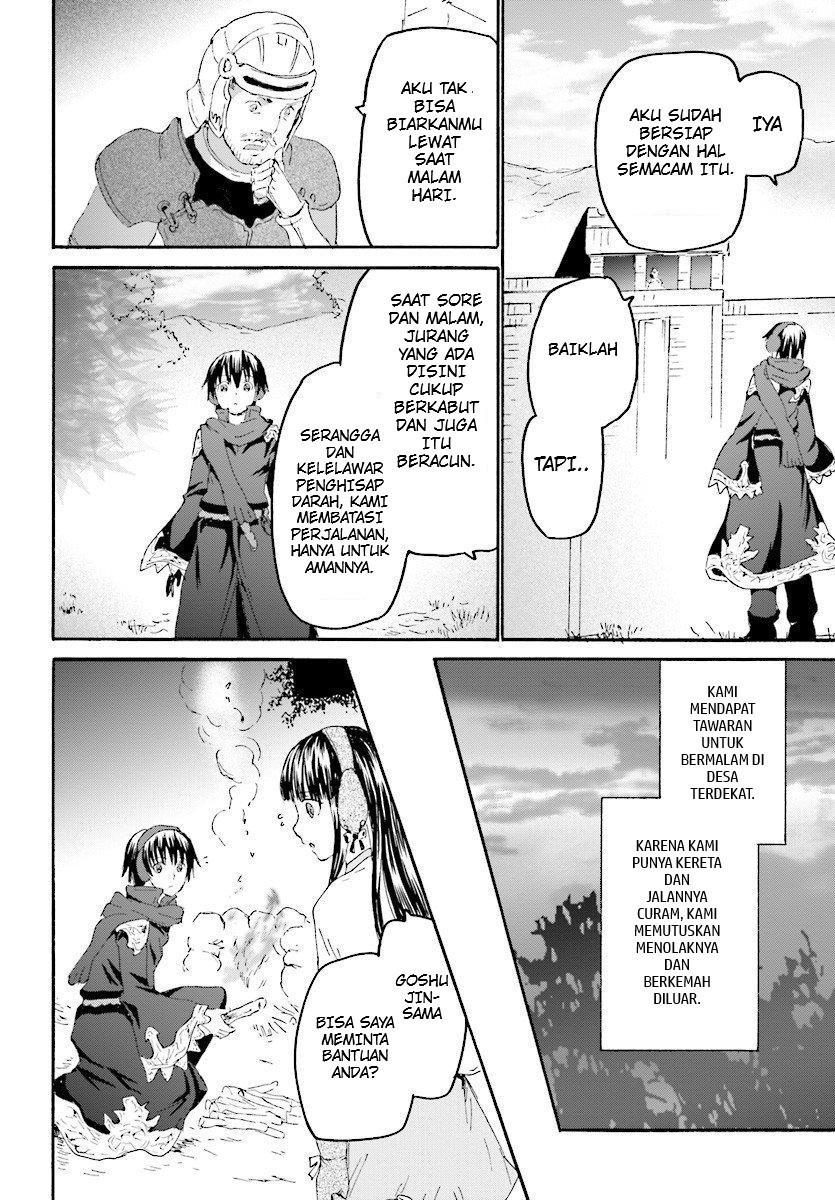 IYA
AKU SUDAH
BERSIAP
DENGAN HAL
SEMACAM ITU.
BAIKLAH
TAPI..
AKU TAK
BISA
BIARKANMU
LEWAT
SAAT
MALAM
HARI.
SAAT SORE
DAN MALAM,
JURANG
YANG ADA
DISINI
CUKUP
BERKABUT
DAN JUGA
ITU
BERACUN.
SERANGGA
DAN
KELELAWAR
PENGHISAP
DARAH, KAMI
MEMBATASI
PERJALANAN,
HANYA UNTUK
AMANNYA.
KAMI
MENDAPAT
TAWARAN
UNTUK
BERMALAM DI
DESA
TERDEKAT.
KARENA KAMI
PUNYA KERETA
DAN
JALANNYA
CURAM, KAMI
MEMUTUSKAN
MENOLAKNYA
DAN
BERKEMAH
DILUAR.
GOSHU
JIN-
SAMA
BISA SAYA
MEMINTA
BANTUAN
ANDA?